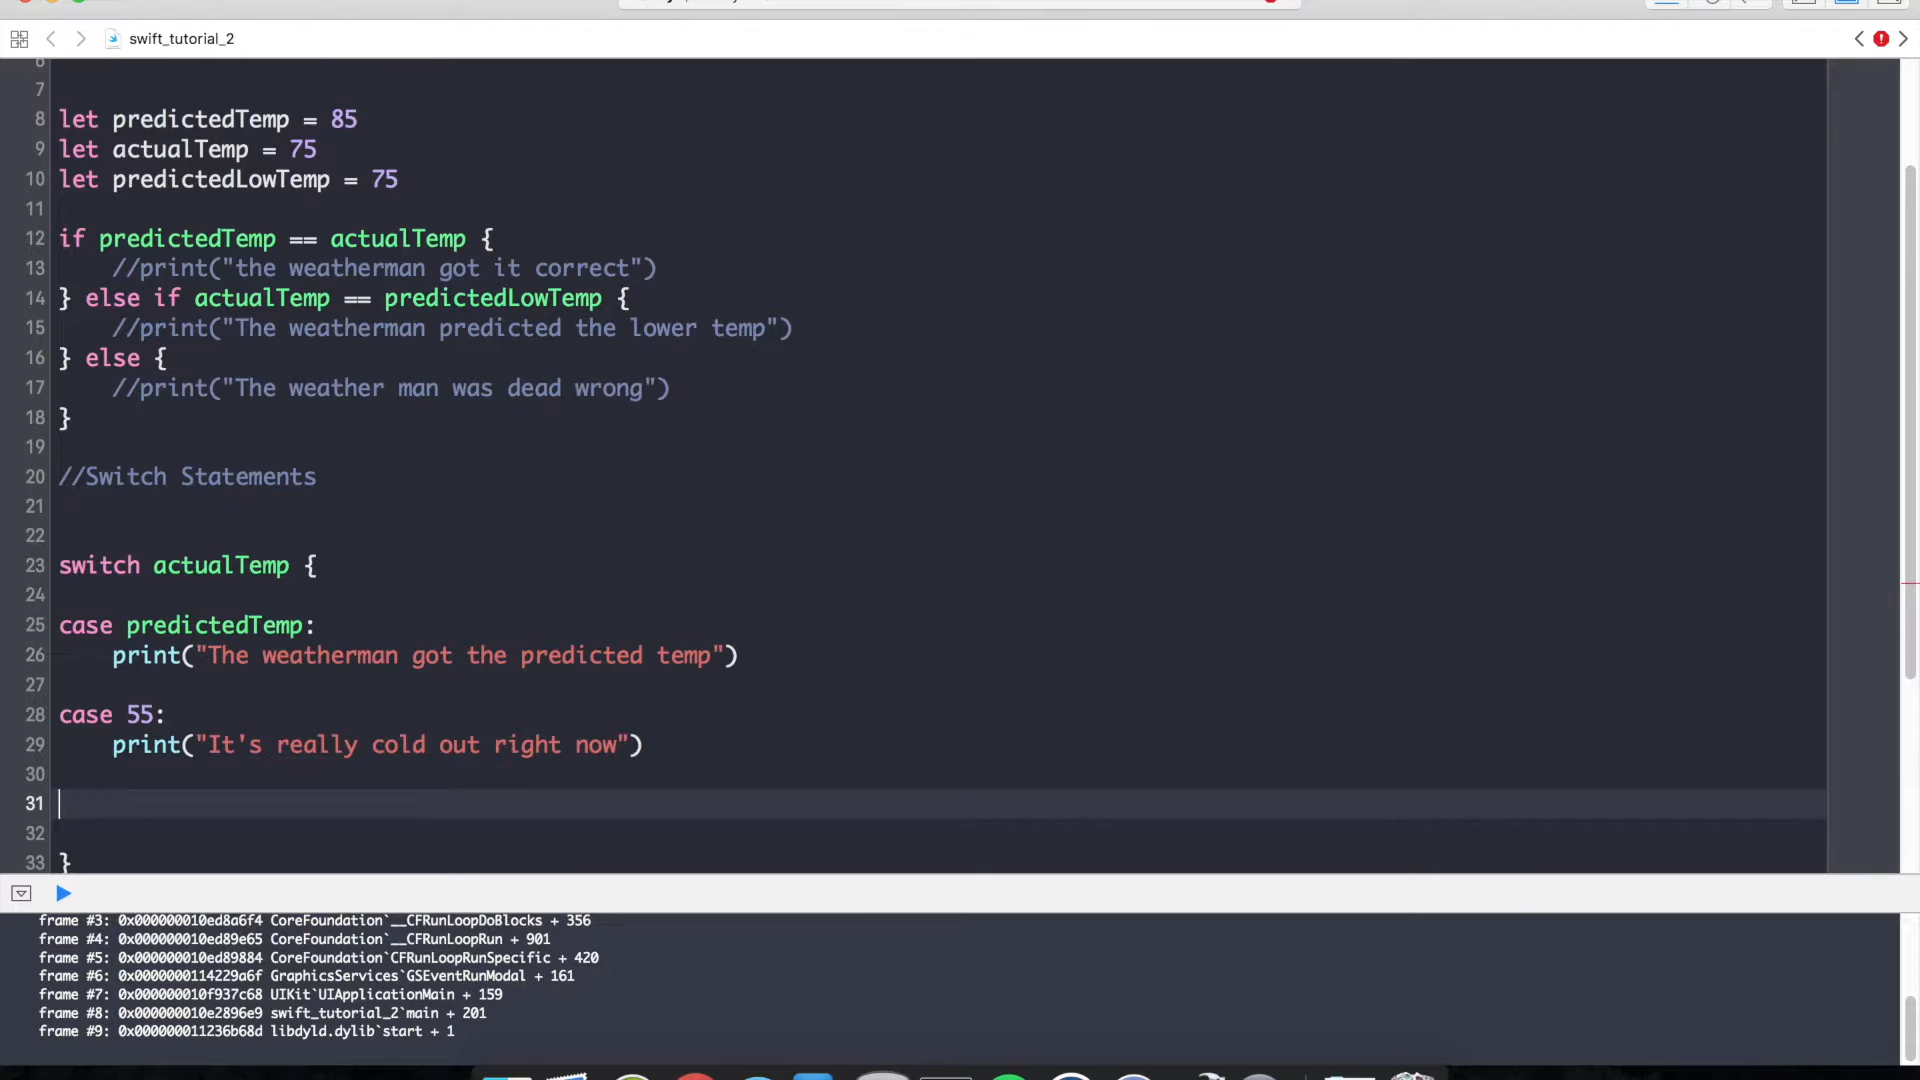 swift_tutorial_2
6
7
8 let predictedTemp = 85
9 let actualTemp = 75
10 let predictedLowTemp = 75
11
12 if predictedTemp == actualTemp {
13 //print("the weatherman got it correct")
14 } else if actualTemp == predictedLowTemp {
15 //print("The weatherman predicted the lower temp")
16 } else {
17 //print("The weather man was dead wrong")
18 }
19
20 //Switch Statements
21
22
23 switch actualTemp {
24
25 case predictedTemp:
26 print("The weatherman got the predicted temp")
27
28 case 55:
29 print("It's really cold out right now")
30
31
32
33 }
frame #3: 0x000000010ed8a6f4 CoreFoundation`__CFRunLoopDoBlocks + 356
frame #4: 0x000000010ed89e65 CoreFoundation`__CFRunLoopRun + 901
frame #5: 0x000000010ed89884 CoreFoundation`CFRunLoopRunSpecific + 420
frame #6: 0x0000000114229a6f GraphicsServices`GSEventRunModal + 161
frame #7: 0x000000010f937c68 UIKit`UIApplicationMain + 159
frame #8: 0x000000010e2896e9 swift_tutorial_2`main + 201
frame #9: 0x000000011236b68d libdyld.dylib`start + 1